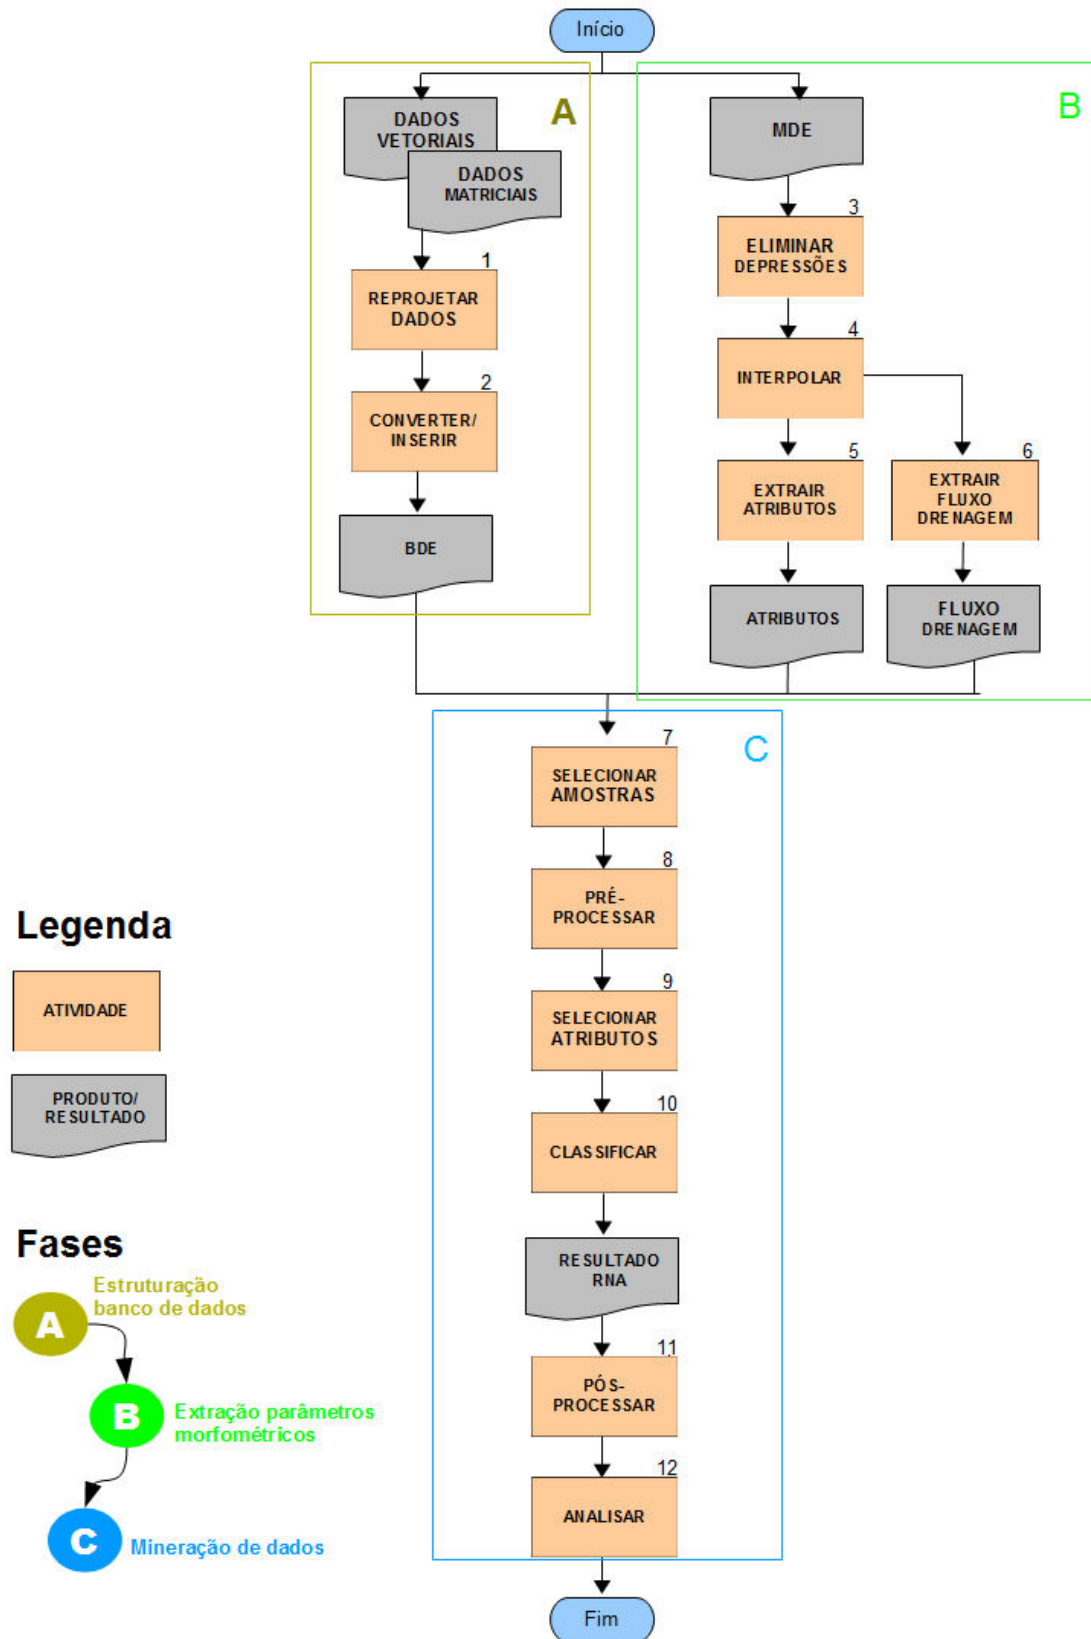 Início
A
B
DADOS
VETORIAIS
DADOS
MATRICIAIS
MDE
1
REPROJETAR
DADOS
2
CONVERTER/
INSERIR
BDE
3
ELIMINAR
DEPRESSÕES
4
INTERPOLAR
5
EXTRAIR
ATRIBUTOS
6
EXTRAIR
FLUXO
DRENAGEM
ATRIBUTOS
FLUXO
DRENAGEM
C
7
SELECIONAR
AMOSTRAS
8
PRÉ-
PROCESSAR
9
SELECIONAR
ATRIBUTOS
10
CLASSIFICAR
RESULTADO
RNA
11
PÓS-
PROCESSAR
12
ANALISAR
Fim
Legenda
ATIVIDADE
PRODUTO/
RESULTADO
Fases
A
Estruturação
banco de dados
B
Extração parâmetros
morfométricos
C
Mineração de dados